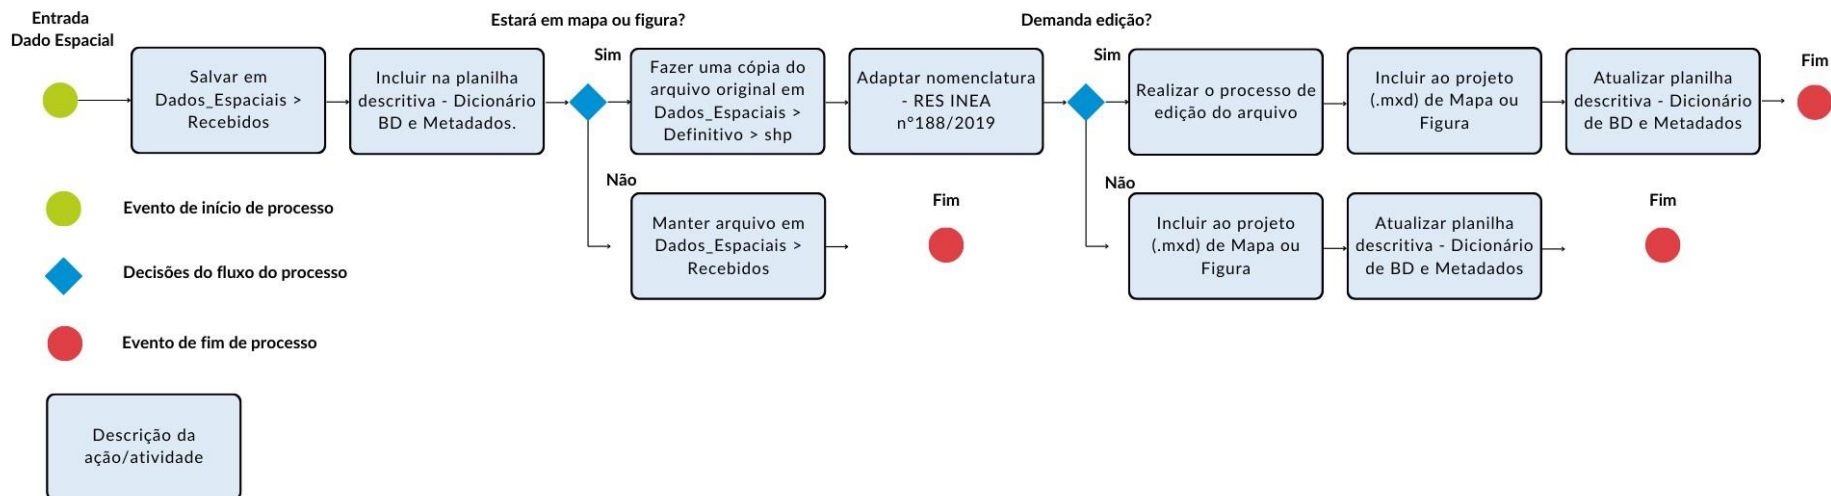 Entrada
Dado Espacial
Estará em mapa ou figura?
Demanda edição?
Salvar em
Dados_Espaciais >
Recebidos
Incluir na planilha
descritiva - Dicionário
BD e Metadados.
Sim
Fazer uma cópia do
arquivo original em
Dados_Espaciais >
Definitivo > shp
Adaptar nomenclatura
- RES INEA
n°188/2019
Sim
Realizar o processo de
edição do arquivo
Incluir ao projeto
(.mxd) de Mapa ou
Figura
Atualizar planilha
descritiva - Dicionário
de BD e Metadados
Fim
Não
Manter arquivo em
Dados_Espaciais >
Recebidos
Fim
Não
Incluir ao projeto
(.mxd) de Mapa ou
Figura
Atualizar planilha
descritiva - Dicionário
de BD e Metadados
Fim
Evento de início de processo
Decisões do fluxo do processo
Evento de fim de processo
Descrição da
ação/atividade